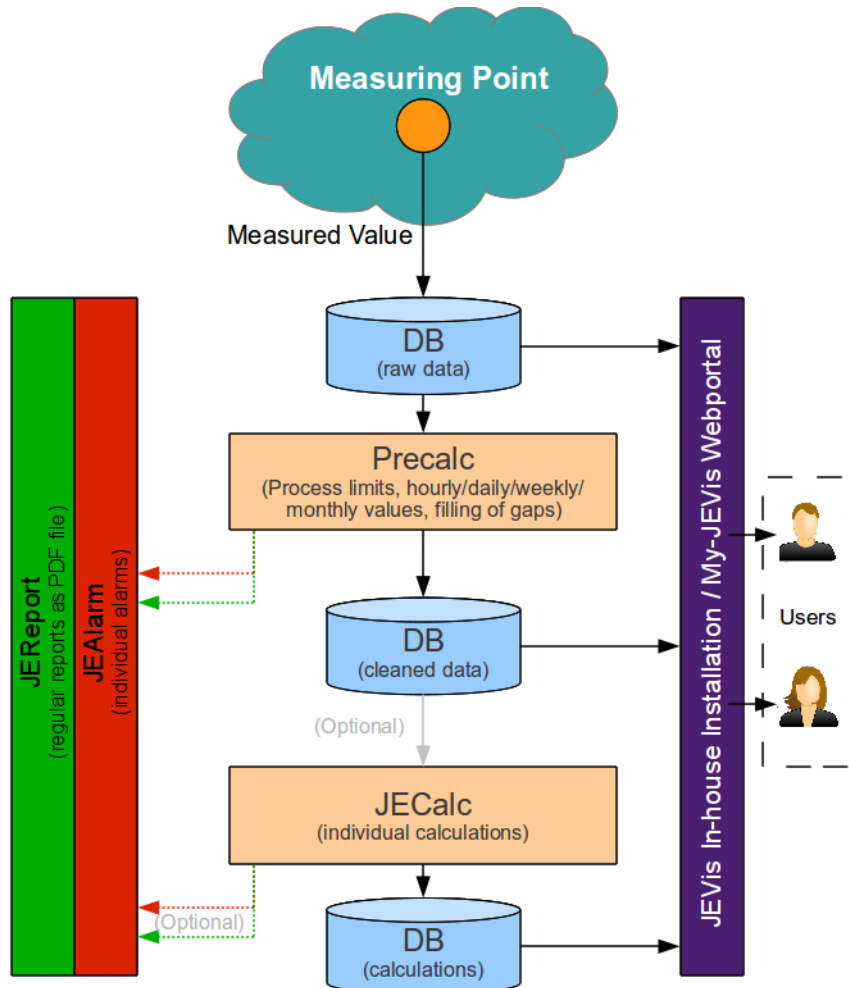 Measuring Point
Measured Value
DB
(raw data)
Precalc
(Process limits, hourly/daily/weekly/
monthly values, filling of gaps)
DB
(cleaned data)
(Optional)
JECalc
(individual calculations)
(Optional)
DB
(calculations)
JEReport
(regular reports as PDF file)
JEAlarm
(individual alarms)
JEVis In-house Installation / My-JEVis Webportal
Users